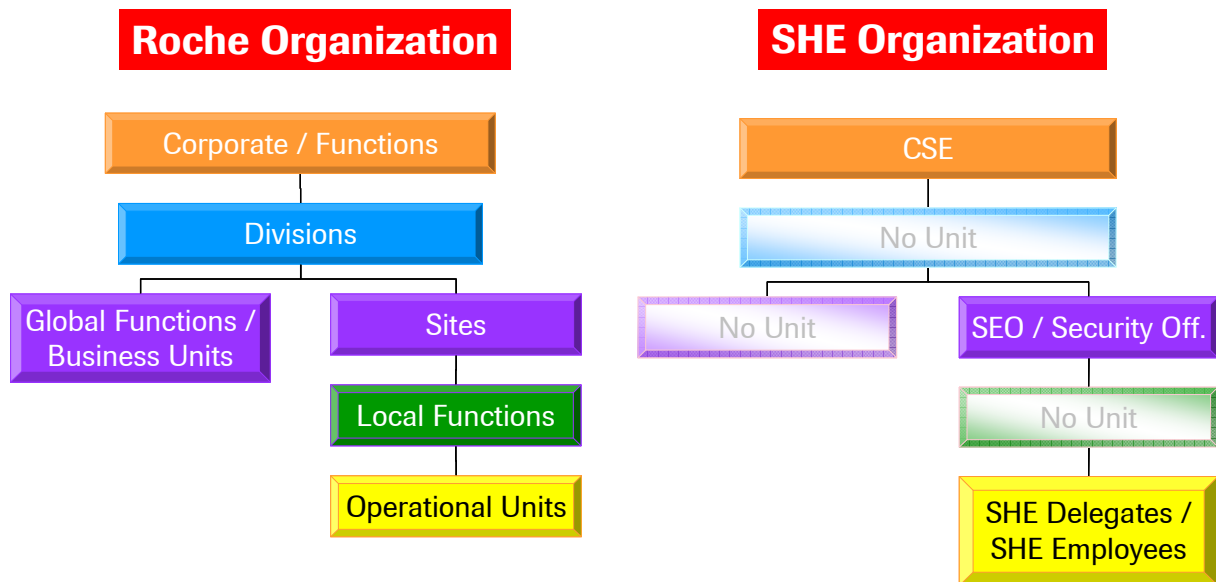 Roche Organization
Corporate / Functions
Divisions
Global Functions /
Business Units
Sites
Local Functions
Operational Units
SHE Organization
CSE
No Unit
No Unit
SEO / Security Off.
No Unit
SHE Delegates /
SHE Employees